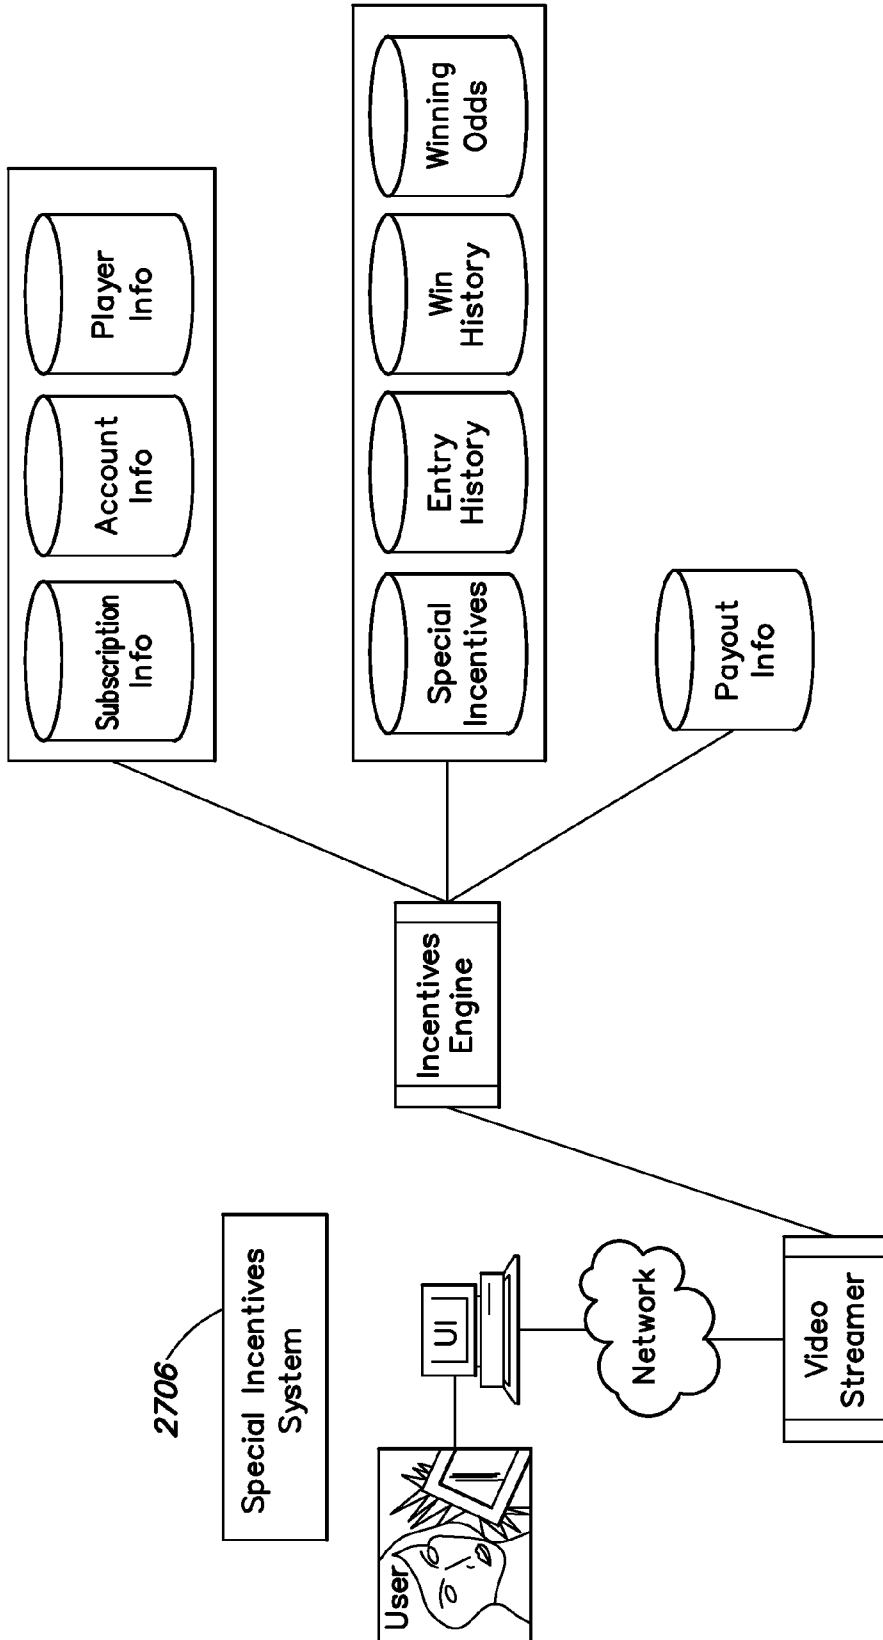 2706
Special Incentives
System
User
UI
Network
Video
Streamer
Incentives
Engine
Subscription
Info
Account
Info
Player
Info
Special
Incentives
Entry
History
Win
History
Winning
Odds
Payout
Info